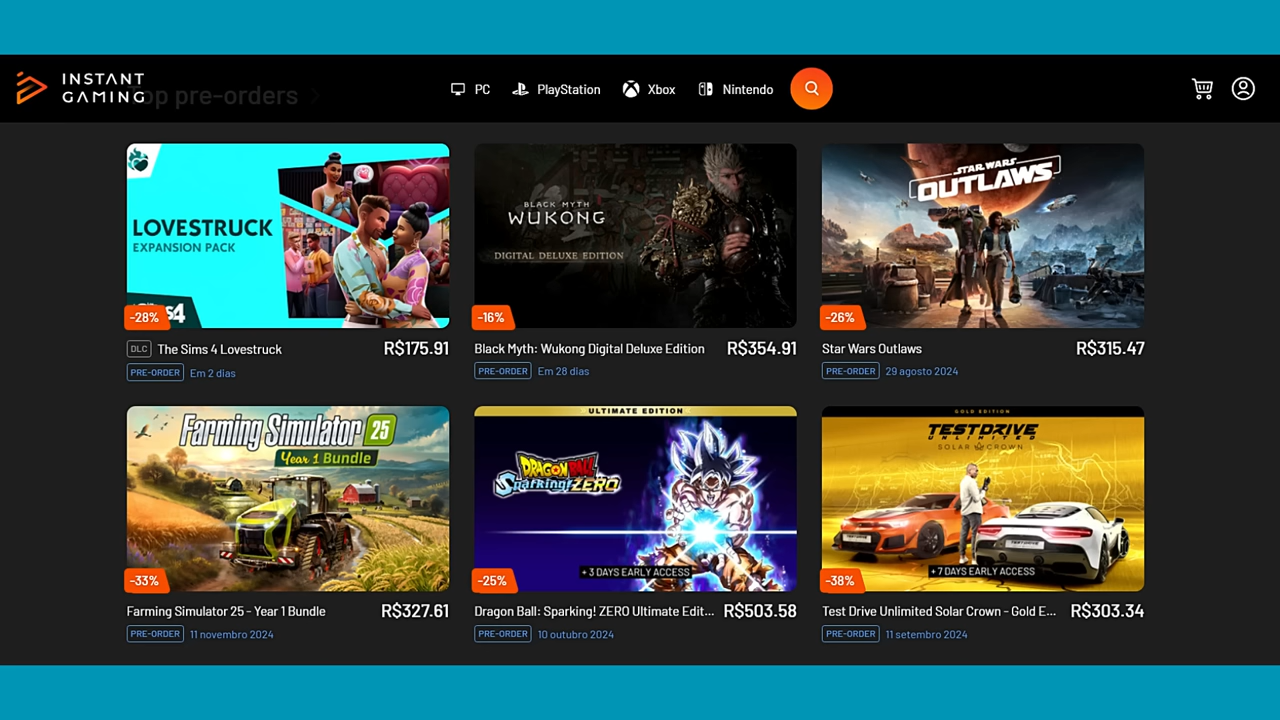 INSTANT
GAMING
Top pre-orders
PC
PlayStation
Xbox
Nintendo
LOVESTRUCK
EXPANSION PACK
-28%
DLC The Sims 4 Lovestruck R$175.91
PRE-ORDER Em 2 dias
BLACK MYTH
WUKONG
DIGITAL DELUXE EDITION
-16%
Black Myth: Wukong Digital Deluxe Edition R$354.91
PRE-ORDER Em 28 dias
STAR WARS
OUTLAWS
-26%
Star Wars Outlaws R$315.47
PRE-ORDER 29 agosto 2024
Farming Simulator 25
Year 1 Bundle
-33%
Farming Simulator 25 - Year 1 Bundle R$327.61
PRE-ORDER 11 novembro 2024
ULTIMATE EDITION
DRAGON BALL
Sparking! ZERO
+ 3 DAYS EARLY ACCESS
-25%
Dragon Ball: Sparking! ZERO Ultimate Edit... R$503.58
PRE-ORDER 10 outubro 2024
GOLD EDITION
TEST DRIVE
UNLIMITED
SOLAR CROWN
+ 7 DAYS EARLY ACCESS
-38%
Test Drive Unlimited Solar Crown - Gold E... R$303.34
PRE-ORDER 11 setembro 2024